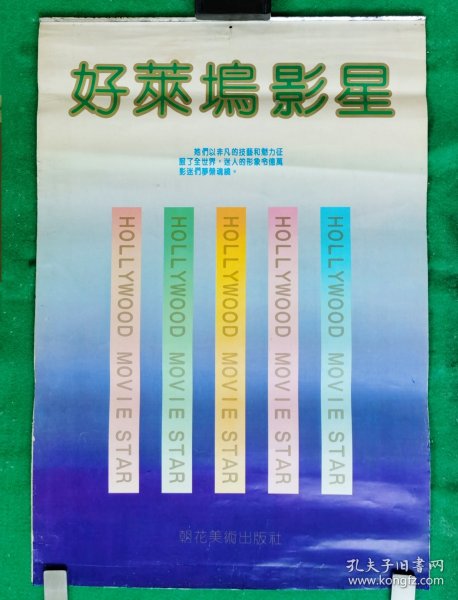 好萊塢影星
她們以非凡的技藝和魅力征
服了全世界，迷人的形象令億萬
影迷們夢縈魂繞。
HOLLYWOOD MOVIE STAR
HOLLYWOOD MOVIE STAR
HOLLYWOOD MOVIE STAR
HOLLYWOOD MOVIE STAR
HOLLYWOOD MOVIE STAR
朝花美術出版社
孔夫子旧書网
www.kongfz.com